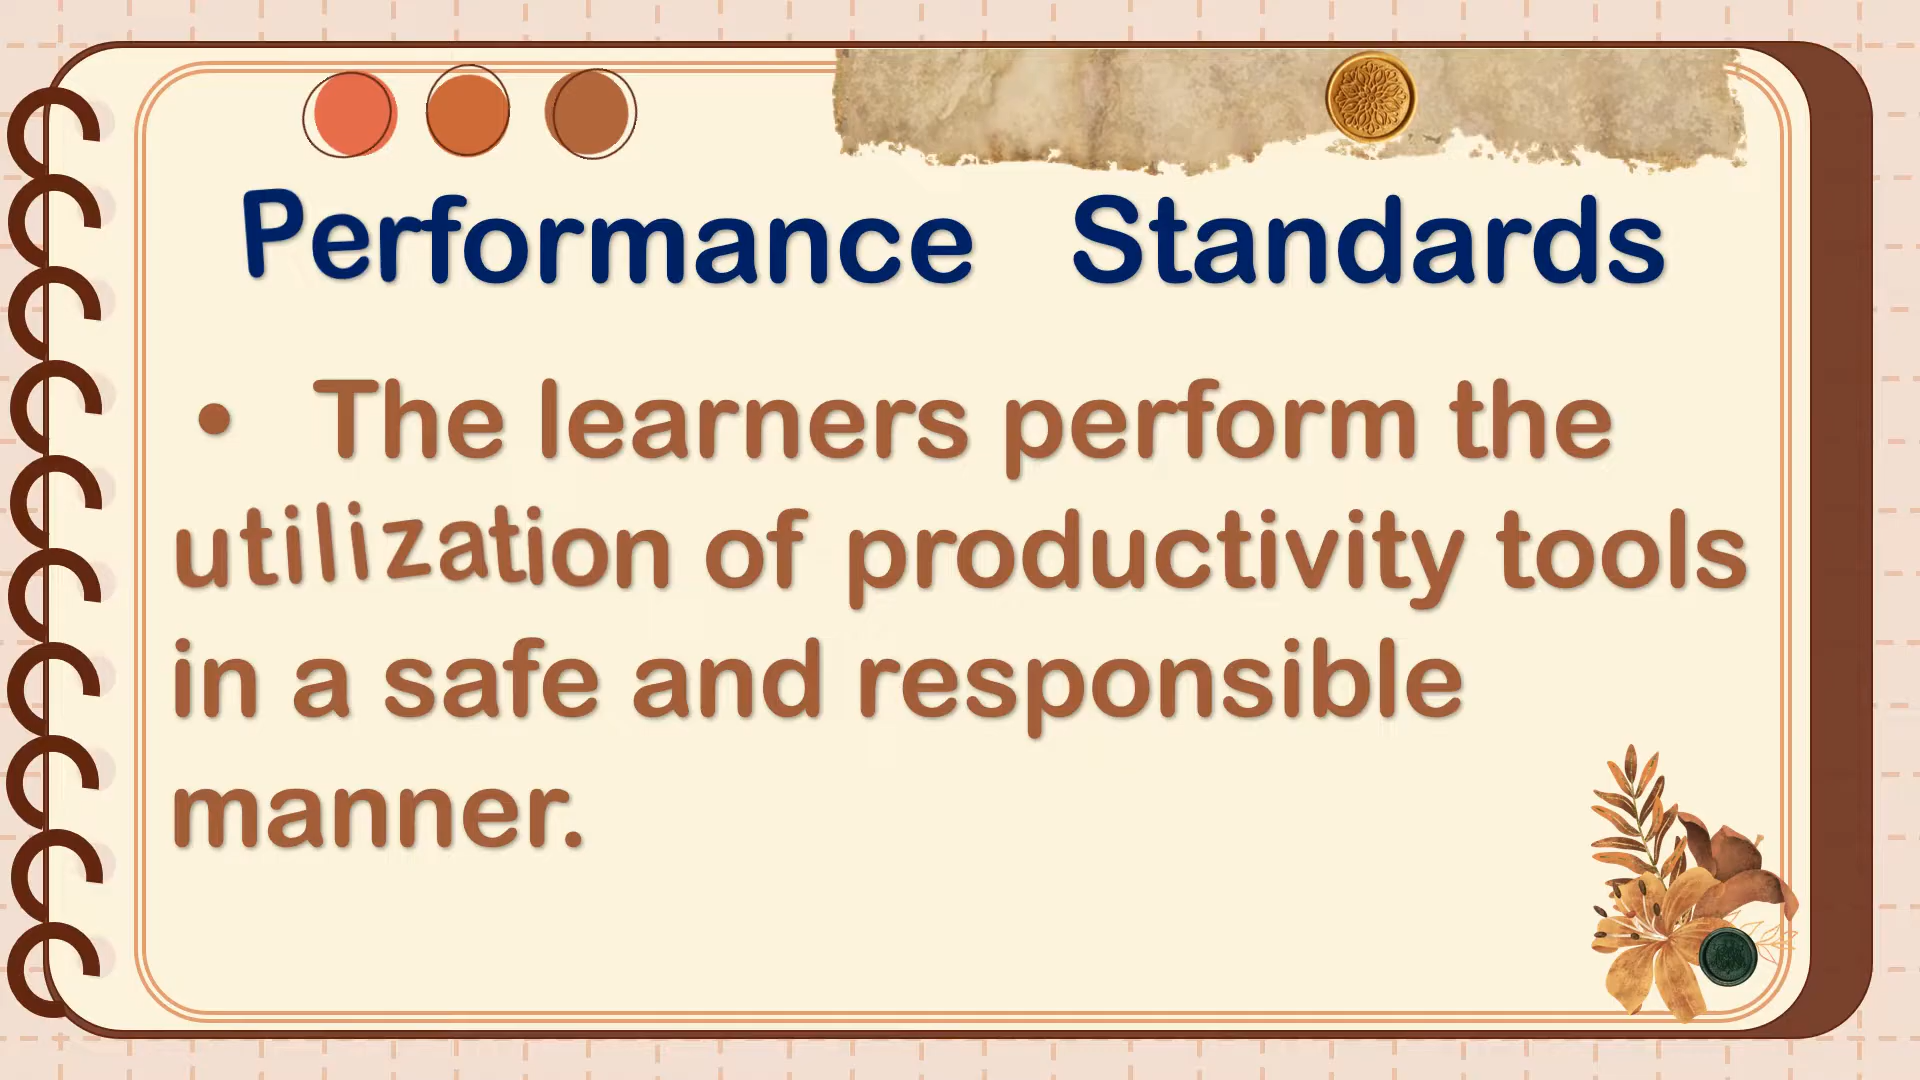 Performance Standards
• The learners perform the
utilization of productivity tools
in a safe and responsible
manner.